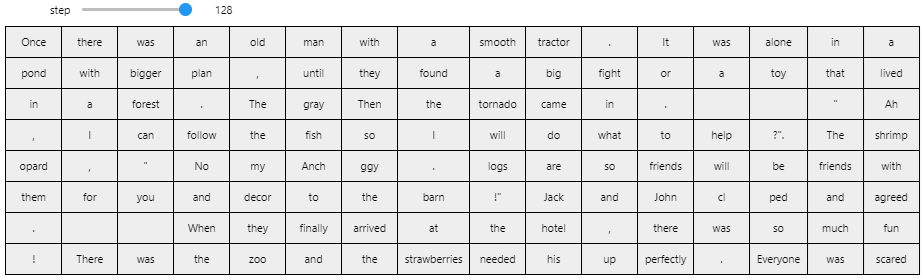 step 128
Once there was an old man with a smooth tractor . It was alone in a
pond with bigger plan , until they found a big fight or a toy that lived
in a forest . The gray Then the tornado came in . " Ah
, I can follow the fish so I will do what to help ?". The shrimp
opard , " No my Anch ggy . logs are so friends will be friends with
them for you and decor to the barn !" Jack and John cl ped and agreed
. When they finally arrived at the hotel , there was so much fun
! There was the zoo and the strawberries needed his up perfectly . Everyone was scared